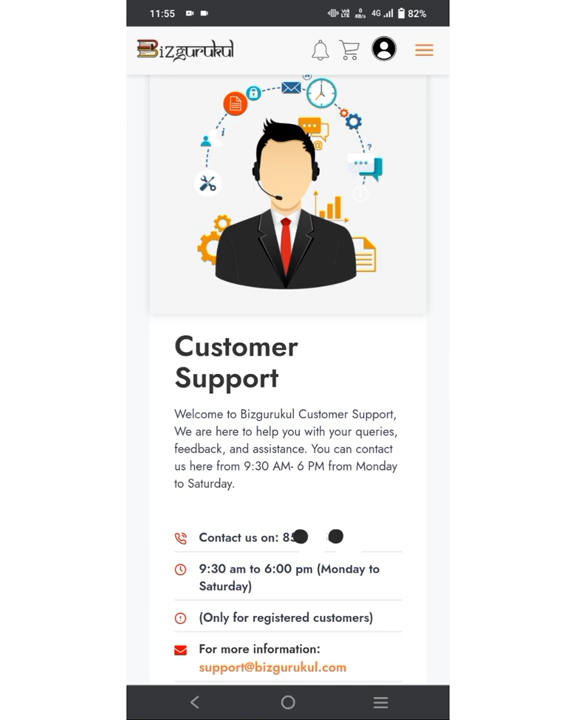 11:55
4G 82%
Bizgurukul
Customer
Support
Welcome to Bizgurukul Customer Support,
We are here to help you with your queries,
feedback, and assistance. You can contact
us here from 9:30 AM- 6 PM from Monday
to Saturday.
Contact us on: 8
9:30 am to 6:00 pm (Monday to
Saturday)
(Only for registered customers)
For more information:
support@bizgurukul.com